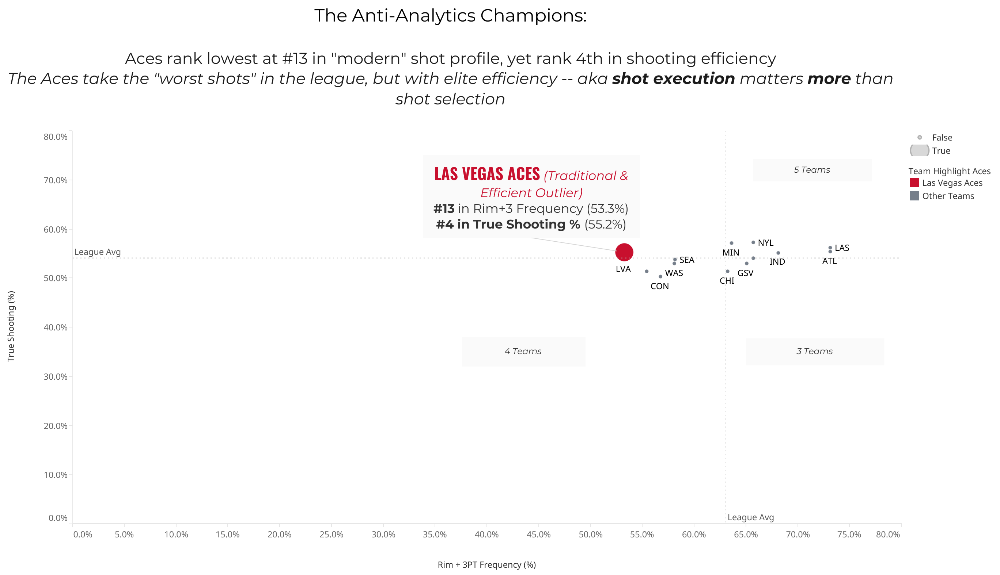 The Anti-Analytics Champions:
Aces rank lowest at #13 in "modern" shot profile, yet rank 4th in shooting efficiency
The Aces take the "worst shots" in the league, but with elite efficiency -- aka shot execution matters more than
shot selection
80.0%
70.0%
60.0%
50.0%
40.0%
30.0%
20.0%
10.0%
0.0%
True Shooting (%)
League Avg
LAS VEGAS ACES (Traditional &
Efficient Outlier)
#13 in Rim+3 Frequency (53.3%)
#4 in True Shooting % (55.2%)
5 Teams
LVA
SEA
WAS
CON
MIN
NYL
IND
LAS
ATL
GSV
CHI
4 Teams
3 Teams
League Avg
0.0% 5.0% 10.0% 15.0% 20.0% 25.0% 30.0% 35.0% 40.0% 45.0% 50.0% 55.0% 60.0% 65.0% 70.0% 75.0% 80.0%
Rim + 3PT Frequency (%)
False
True
Team Highlight Aces
Las Vegas Aces
Other Teams